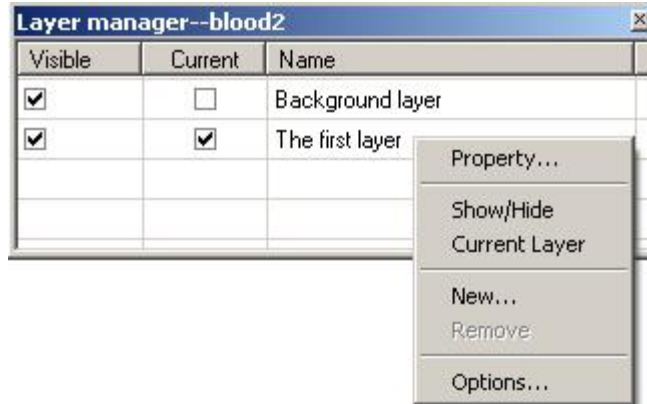 Layer manager--blood2
Visible Current Name
Background layer
The first layer
Property...
Show/Hide
Current Layer
New...
Remove
Options...